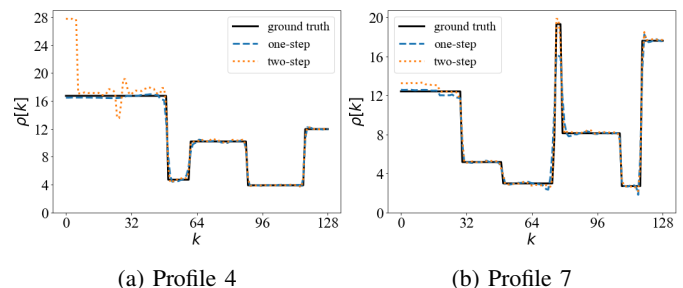 28
24
20
16
12
8
4
0
ρ[k]
ground truth
one-step
two-step
0 32 64 96 128
k
(a) Profile 4
20
16
12
8
4
0
ρ[k]
ground truth
one-step
two-step
0 32 64 96 128
k
(b) Profile 7